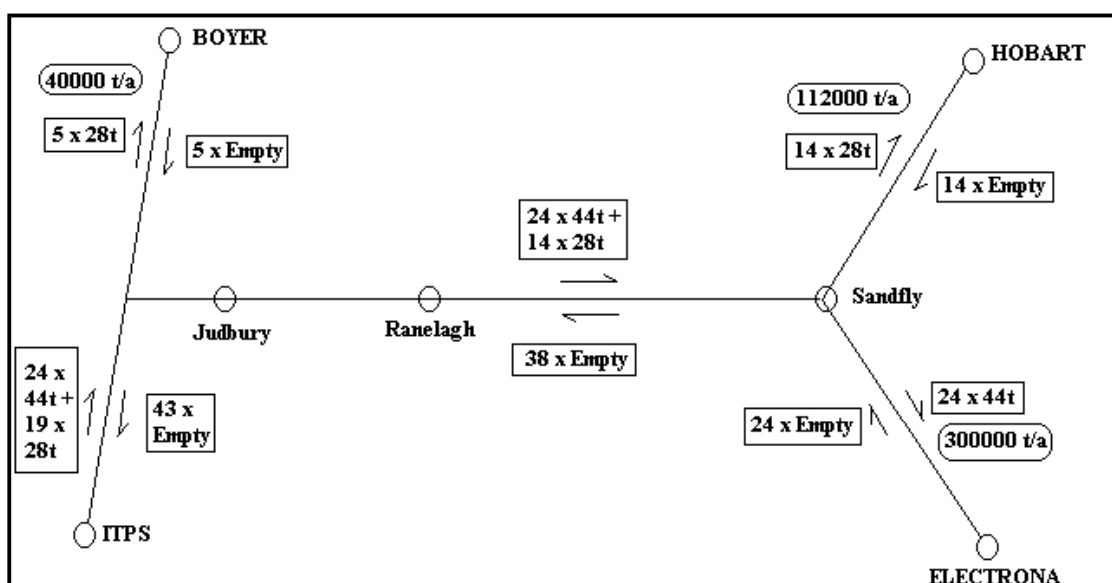 BOYER
HOBART
40000 t/a
112000 t/a
5 x 28t
5 x Empty
14 x 28t
14 x Empty
24 x 44t +
14 x 28t
Sandfly
Judbury
Ranelagh
38 x Empty
24 x
44t +
19 x
28t
43 x
Empty
24 x 44t
24 x Empty
300000 t/a
ITPS
ELECTRONA